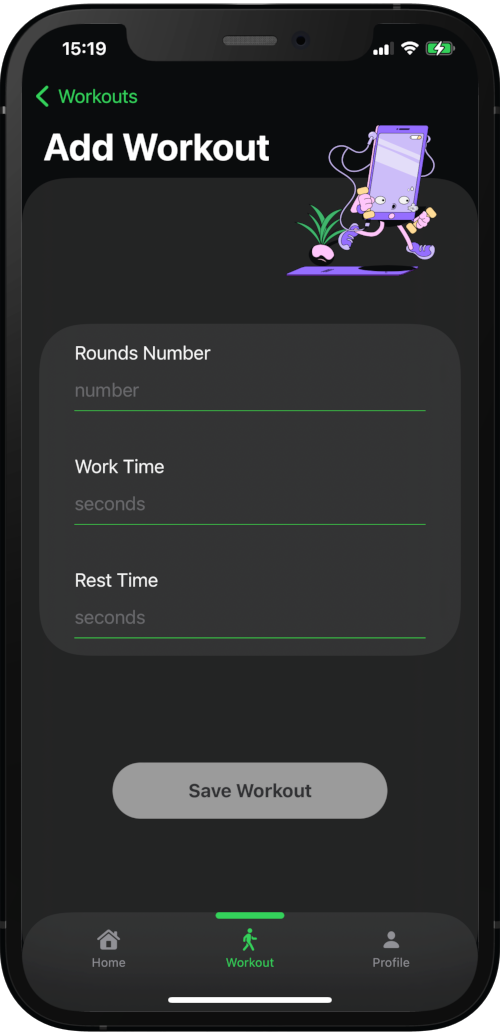 15:19
Workouts
Add Workout
Rounds Number
number
Work Time
seconds
Rest Time
seconds
Save Workout
Home
Workout
Profile